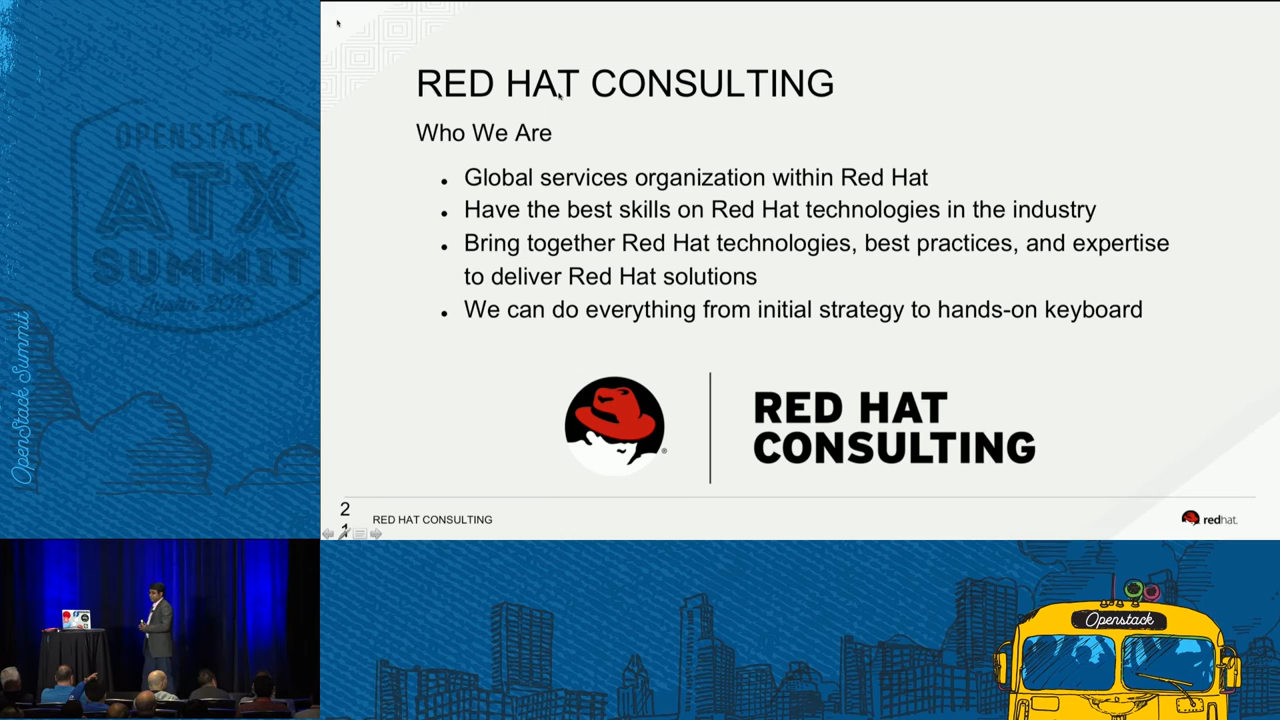 OPENSTACK
ATX
SUMMIT
Austin 2016
OpenStack Summit
RED HAT CONSULTING
Who We Are
Global services organization within Red Hat
Have the best skills on Red Hat technologies in the industry
Bring together Red Hat technologies, best practices, and expertise
to deliver Red Hat solutions
We can do everything from initial strategy to hands-on keyboard
RED HAT
CONSULTING
2
1
RED HAT CONSULTING
redhat.
Openstack